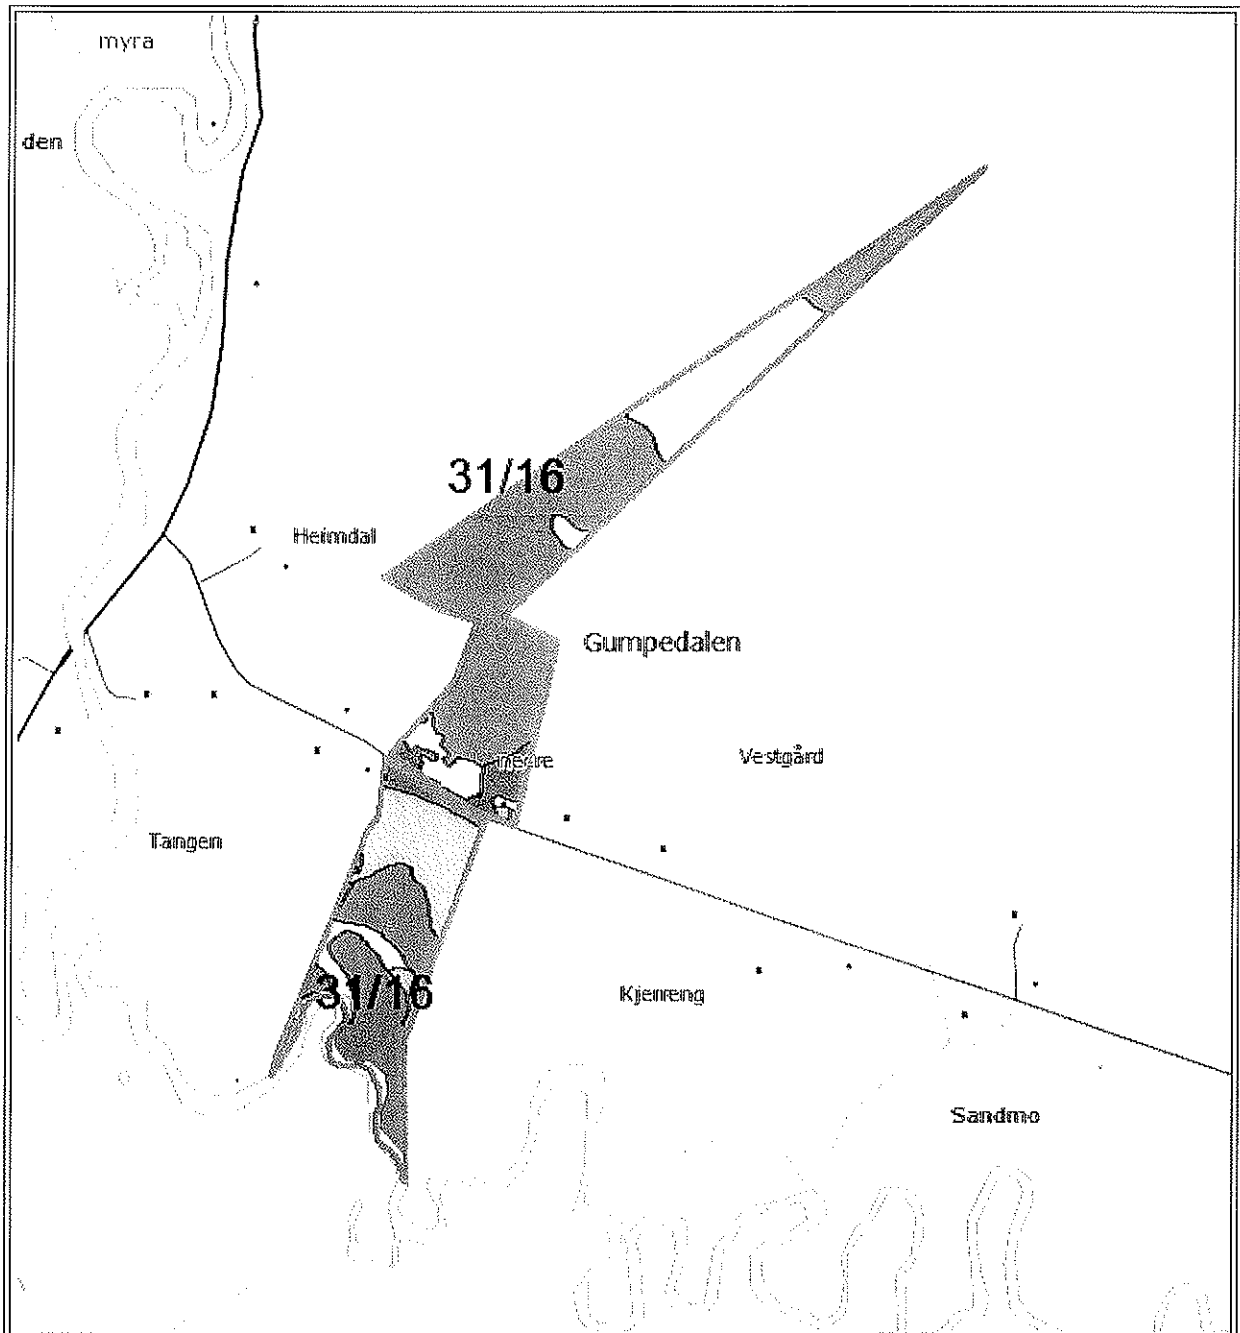 myra
den
31/16
Heimdal
Gumpedalen
Vestgård
Tangen
31/16
Kjenreng
Sandmo